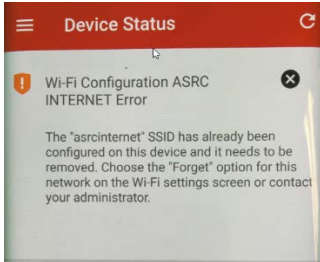 Device Status
Wi-Fi Configuration ASRC
INTERNET Error
The "asrcinternet" SSID has already been
configured on this device and it needs to be
removed. Choose the "Forget" option for this
network on the Wi-Fi settings screen or contact
your administrator.